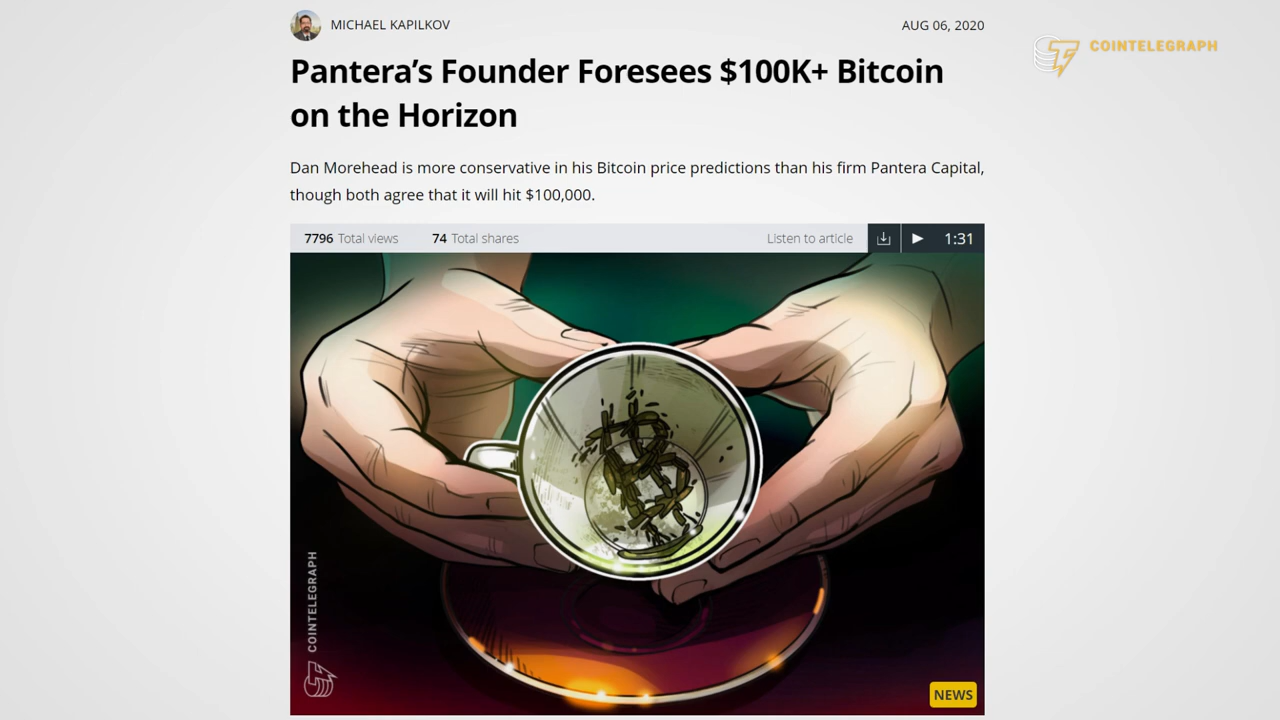 MICHAEL KAPILKOV
AUG 06, 2020
COINTELEGRAPH
Pantera’s Founder Foresees $100K+ Bitcoin
on the Horizon
Dan Morehead is more conservative in his Bitcoin price predictions than his firm Pantera Capital,
though both agree that it will hit $100,000.
7796 Total views 74 Total shares Listen to article 1:31
COINTELEGRAPH
NEWS